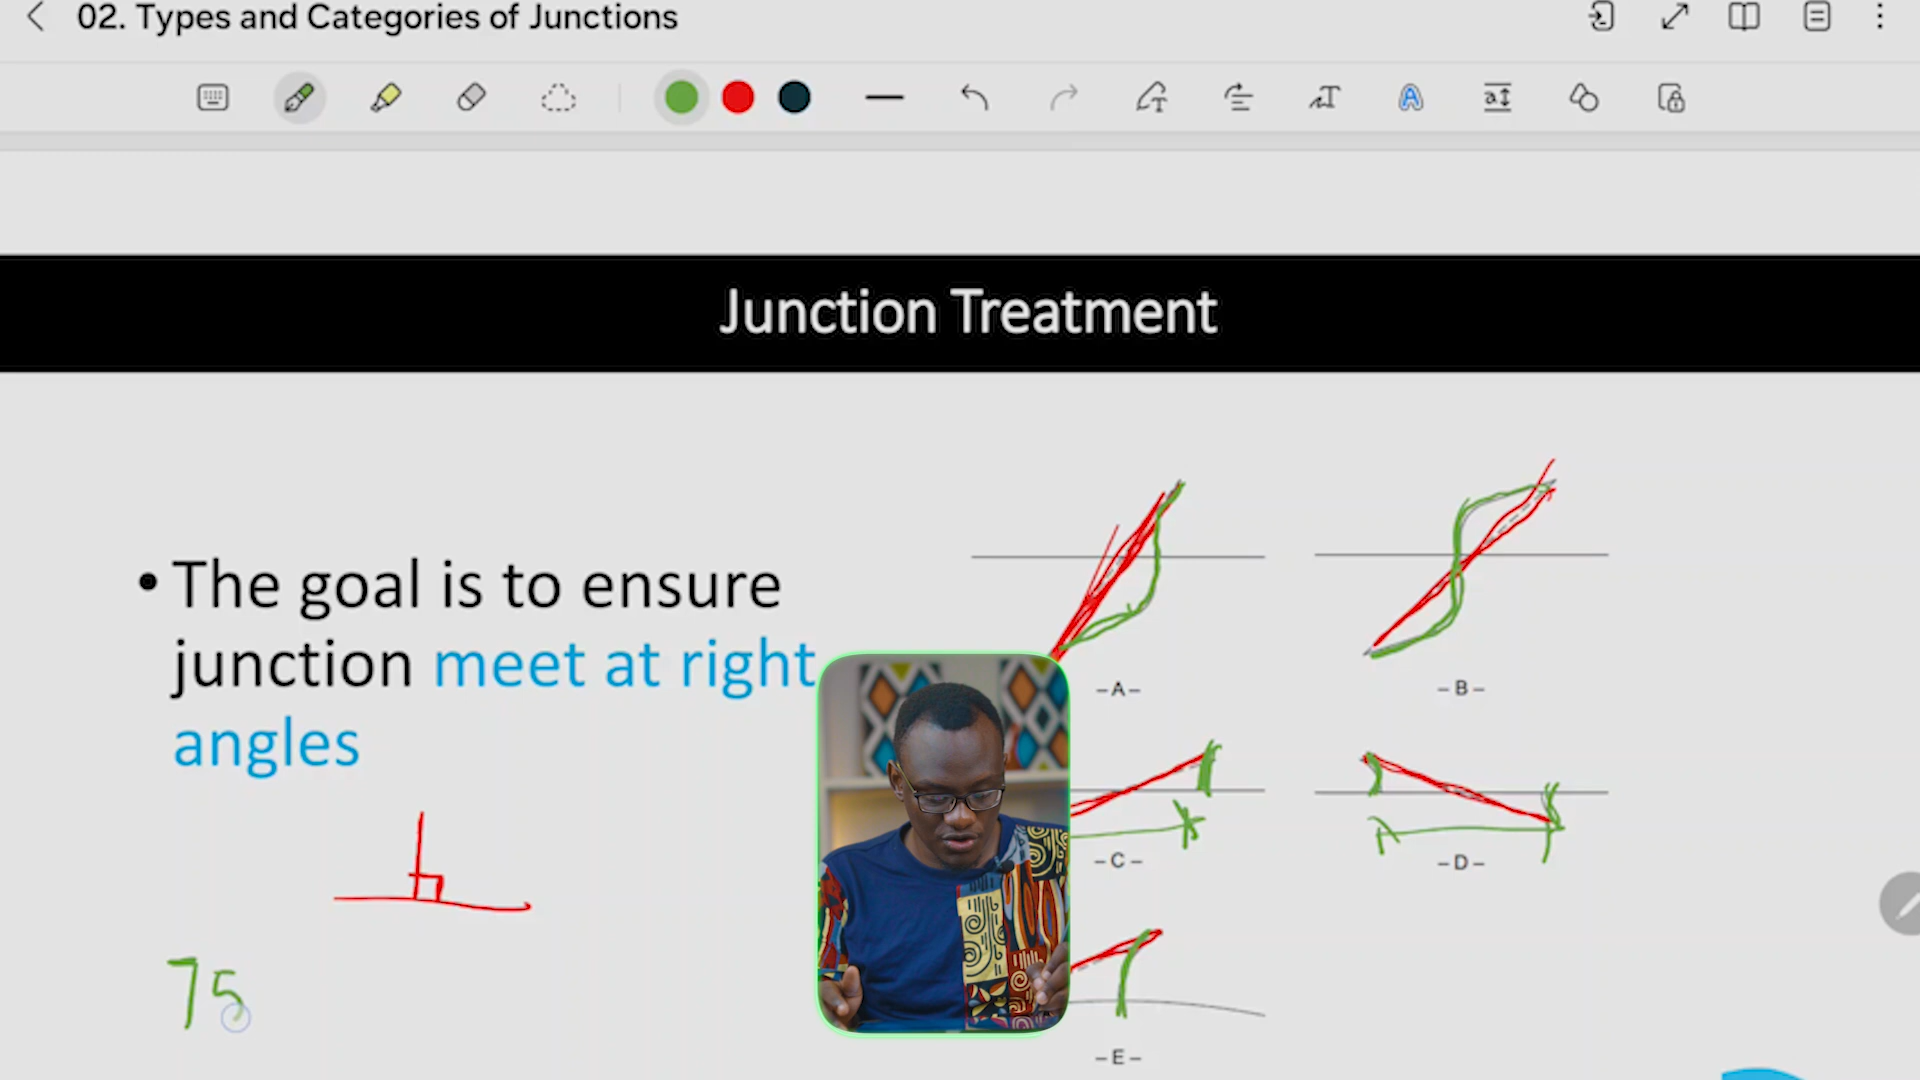 02. Types and Categories of Junctions
Junction Treatment
• The goal is to ensure
junction meet at right
angles
75
–A–
–B–
–C–
–D–
–E–